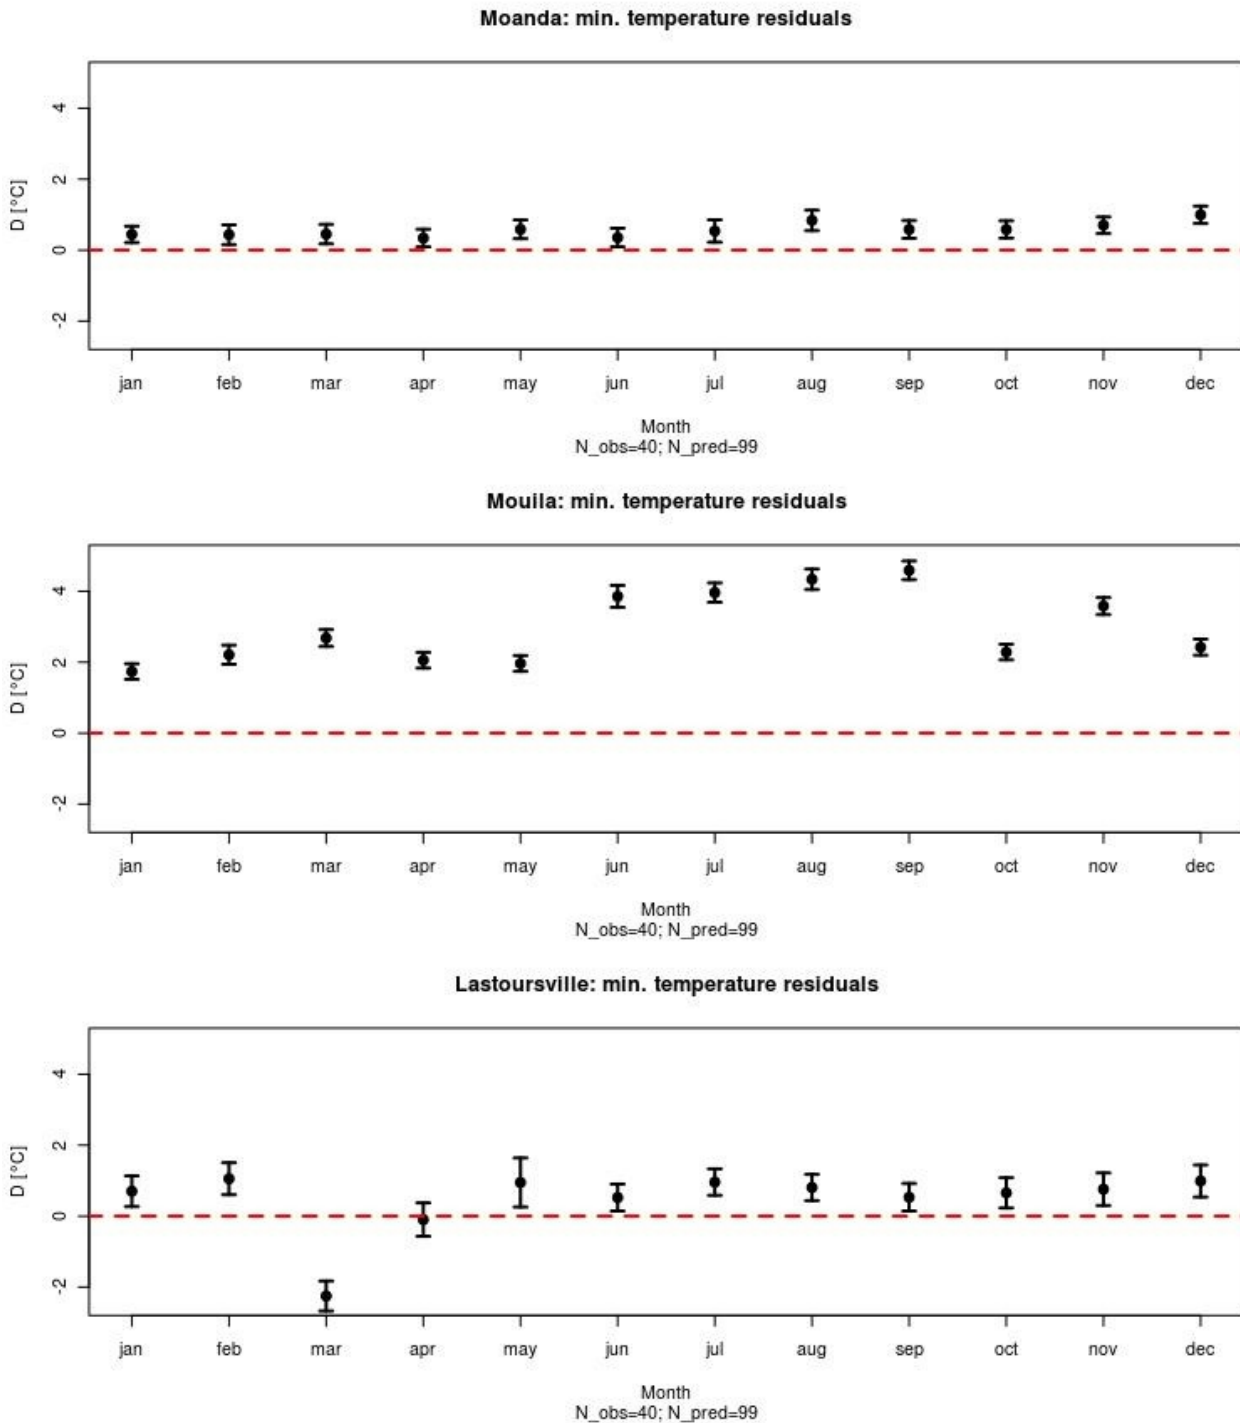 Moanda: min. temperature residuals
D [°C]
4
2
0
-2
jan feb mar apr may jun jul aug sep oct nov dec
Month
N_obs=40; N_pred=99
Mouila: min. temperature residuals
D [°C]
4
2
0
-2
jan feb mar apr may jun jul aug sep oct nov dec
Month
N_obs=40; N_pred=99
Lastoursville: min. temperature residuals
D [°C]
4
2
0
-2
jan feb mar apr may jun jul aug sep oct nov dec
Month
N_obs=40; N_pred=99